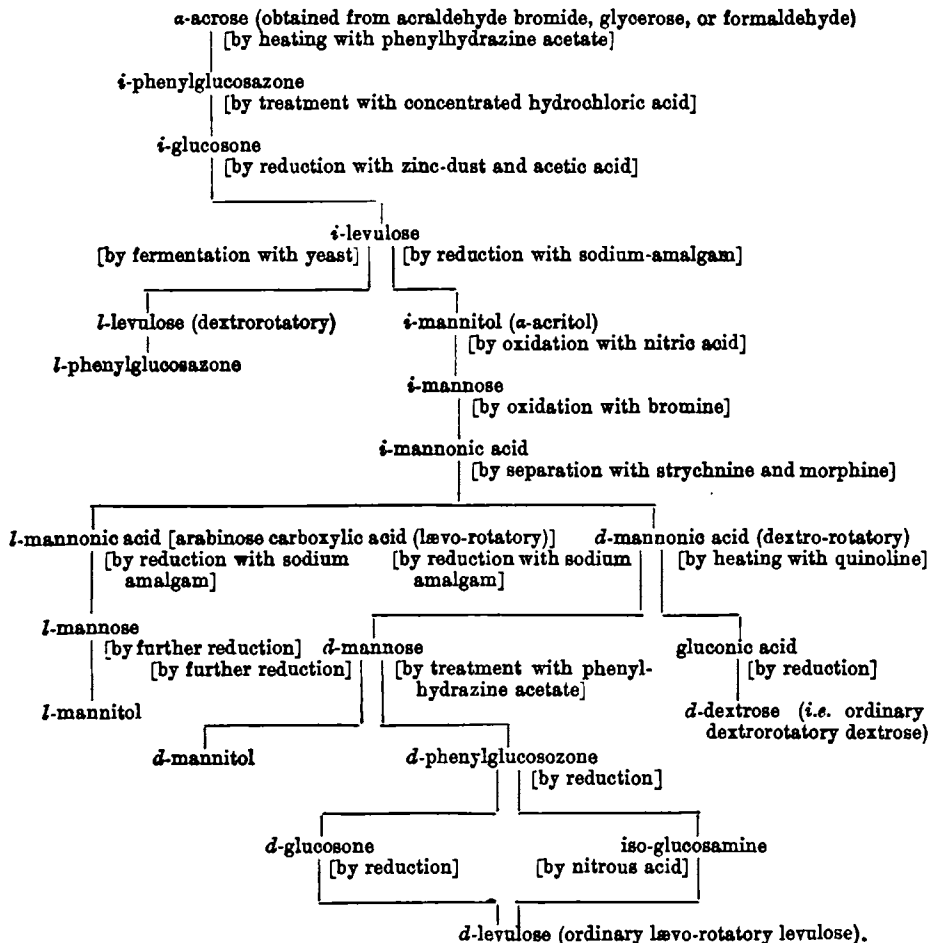 α-acrose (obtained from acraldehyde bromide, glycerose, or formaldehyde)
[by heating with phenylhydrazine acetate]
i-phenylglucosazone
[by treatment with concentrated hydrochloric acid]
i-glucosone
[by reduction with zinc-dust and acetic acid]
i-levulose
[by fermentation with yeast] [by reduction with sodium-amalgam]
l-levulose (dextrorotatory) i-mannitol (α-acritol)
[by oxidation with nitric acid]
l-phenylglucosazone
i-mannose
[by oxidation with bromine]
i-mannonic acid
[by separation with strychnine and morphine]
l-mannonic acid [arabinose carboxylic acid (lævo-rotatory)] d-mannonic acid (dextro-rotatory)
[by reduction with sodium [by reduction with sodium [by heating with quinoline]
amalgam] amalgam]
l-mannose
[by further reduction] d-mannose gluconic acid
[by further reduction] [by treatment with phenyl- [by reduction]
hydrazine acetate]
l-mannitol d-dextrose (i.e. ordinary
dextrorotatory dextrose)
d-mannitol d-phenylglucosozone
[by reduction]
d-glucosone iso-glucosamine
[by reduction] [by nitrous acid]
d-levulose (ordinary lævo-rotatory levulose).